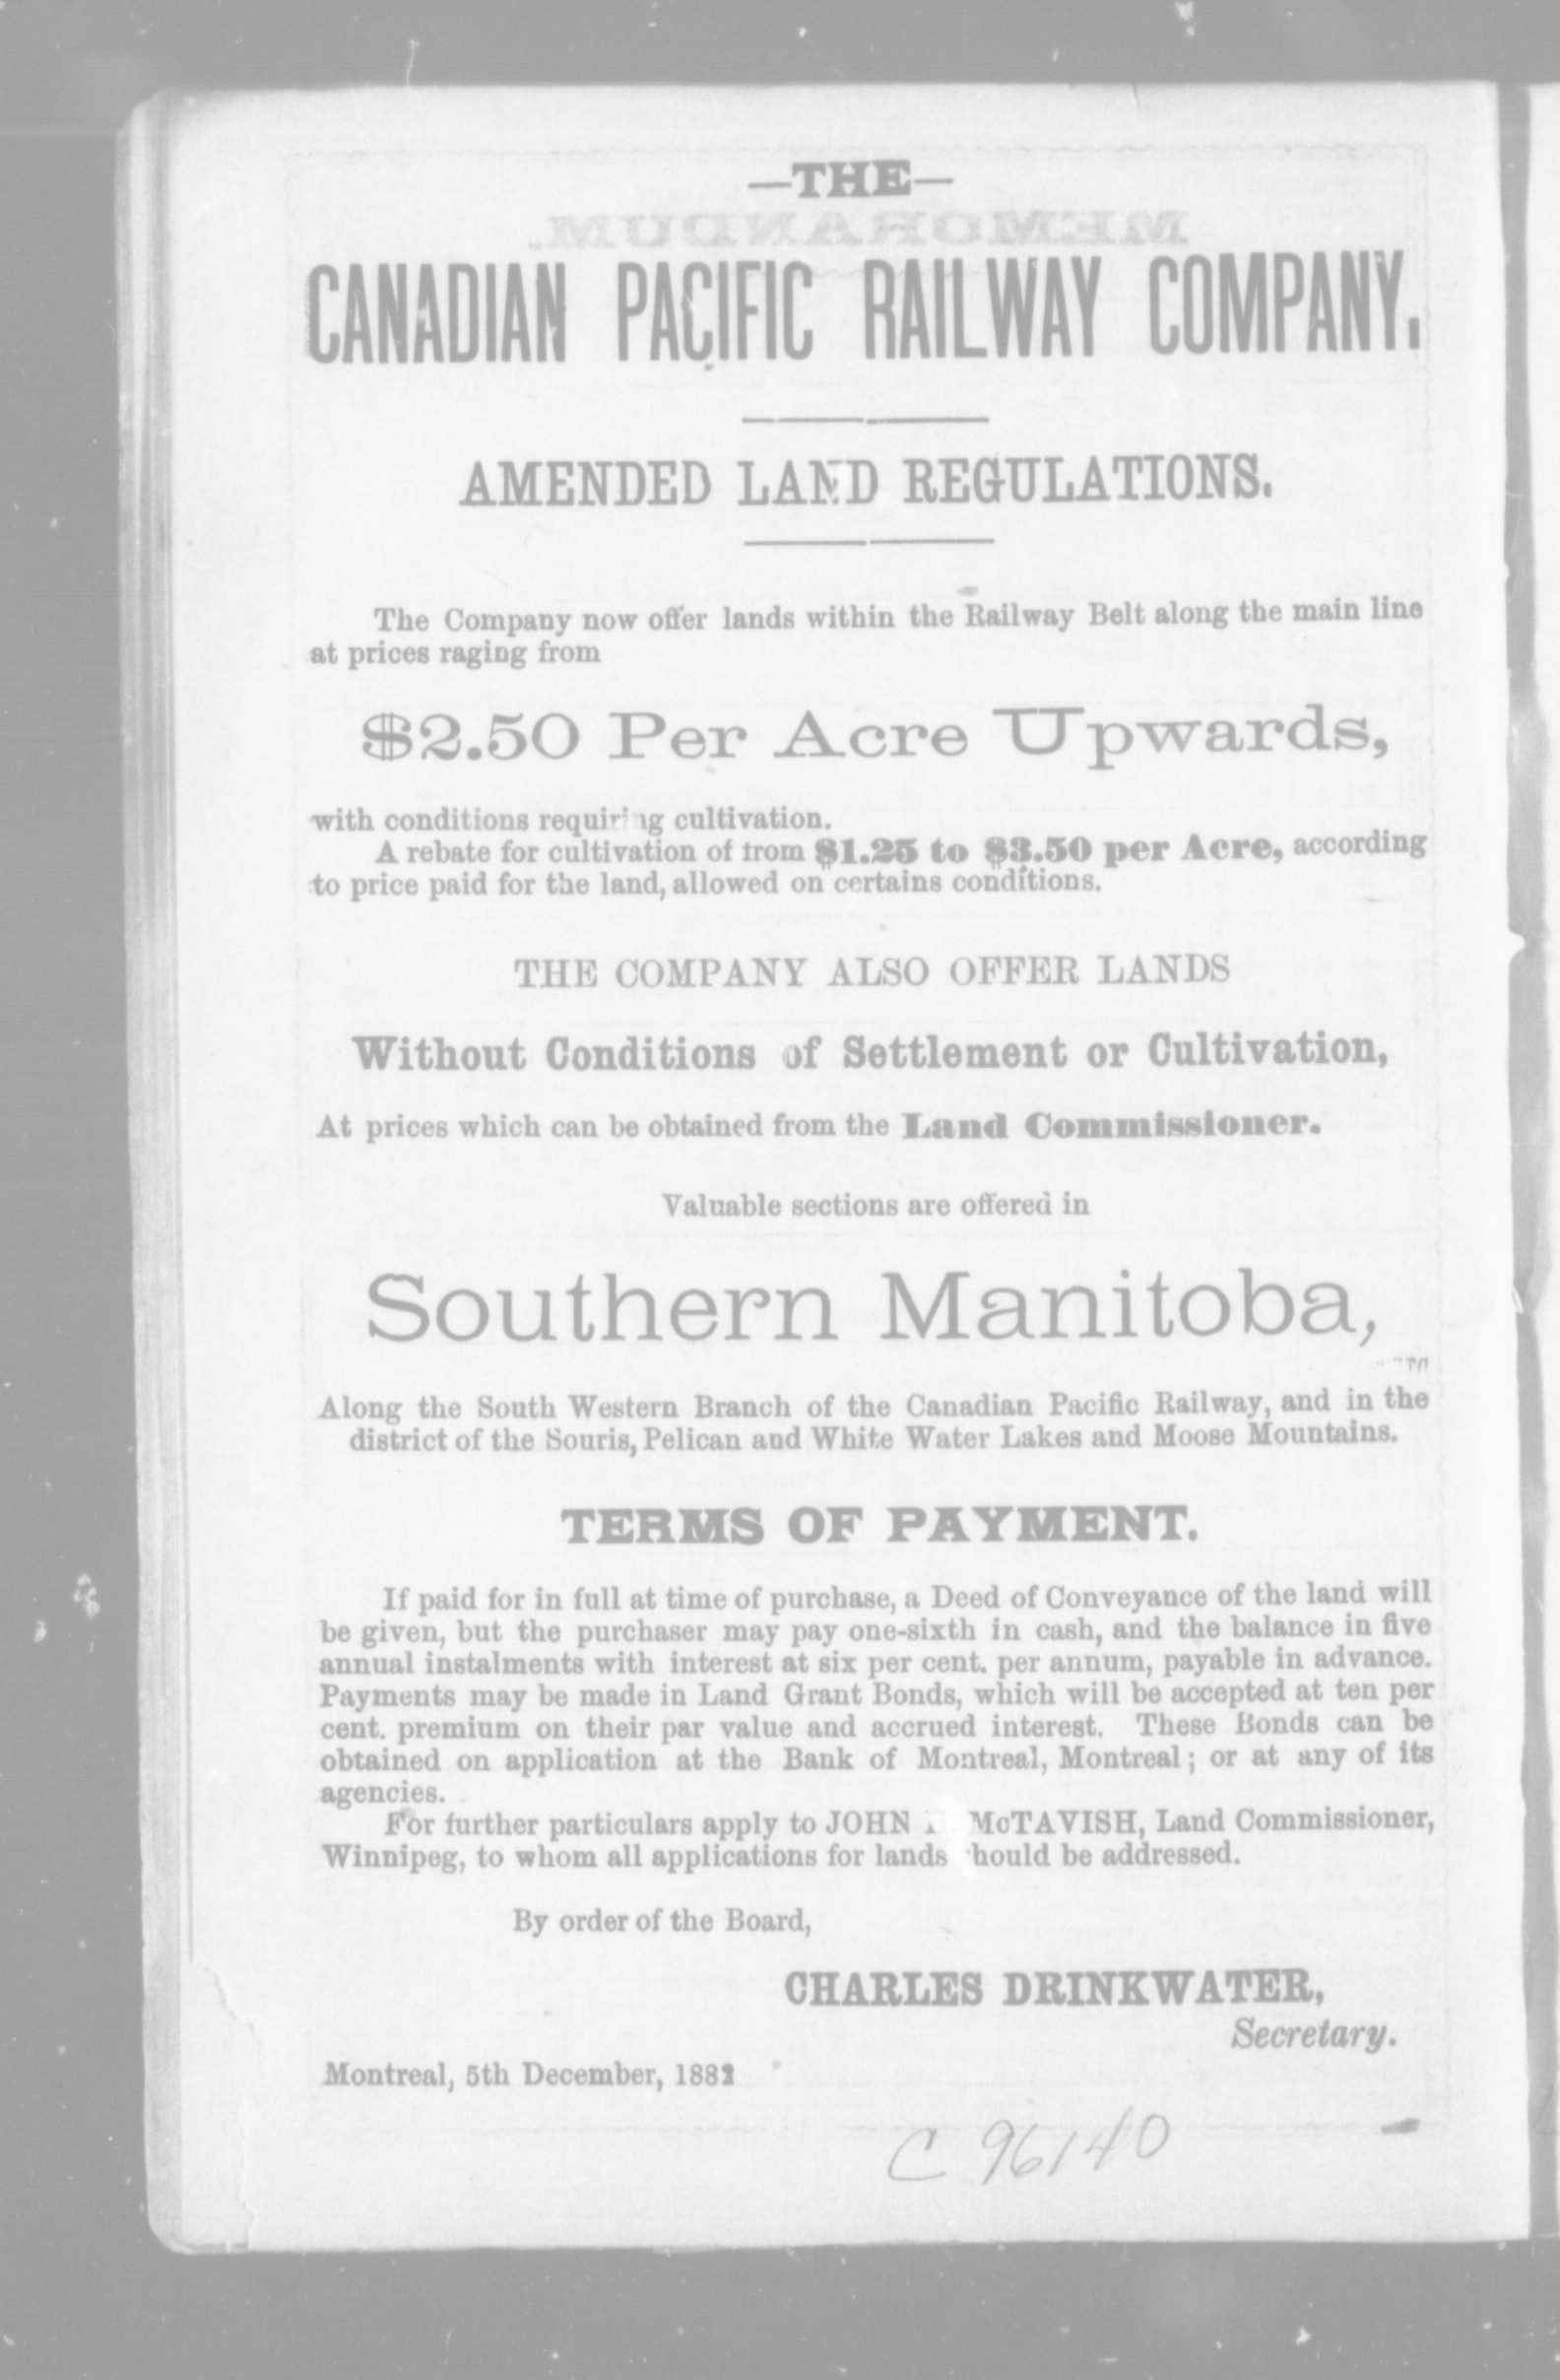 —THE—
CANADIAN PACIFIC RAILWAY COMPANY.
AMENDED LAND REGULATIONS.
The Company now offer lands within the Railway Belt along the main line
at prices raging from
$2.50 Per Acre Upwards,
with conditions requiring cultivation.
A rebate for cultivation of from $1.25 to $3.50 per Acre, according
to price paid for the land, allowed on certains conditions.
THE COMPANY ALSO OFFER LANDS
Without Conditions of Settlement or Cultivation,
At prices which can be obtained from the Land Commissioner.
Valuable sections are offered in
Southern Manitoba,
Along the South Western Branch of the Canadian Pacific Railway, and in the
district of the Souris, Pelican and White Water Lakes and Moose Mountains.
TERMS OF PAYMENT.
If paid for in full at time of purchase, a Deed of Conveyance of the land will
be given, but the purchaser may pay one-sixth in cash, and the balance in five
annual instalments with interest at six per cent. per annum, payable in advance.
Payments may be made in Land Grant Bonds, which will be accepted at ten per
cent. premium on their par value and accrued interest. These Bonds can be
obtained on application at the Bank of Montreal, Montreal; or at any of its
agencies.
For further particulars apply to JOHN McTAVISH, Land Commissioner,
Winnipeg, to whom all applications for lands should be addressed.
By order of the Board,
CHARLES DRINKWATER,
Secretary.
Montreal, 5th December, 1882
C 96140